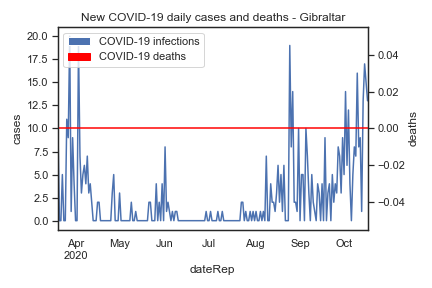 New COVID-19 daily cases and deaths - Gibraltar
COVID-19 infections
COVID-19 deaths
20.0
17.5
15.0
12.5
10.0
7.5
5.0
2.5
0.0
cases
0.04
0.02
0.00
−0.02
−0.04
deaths
Apr May Jun Jul Aug Sep Oct
2020
dateRep